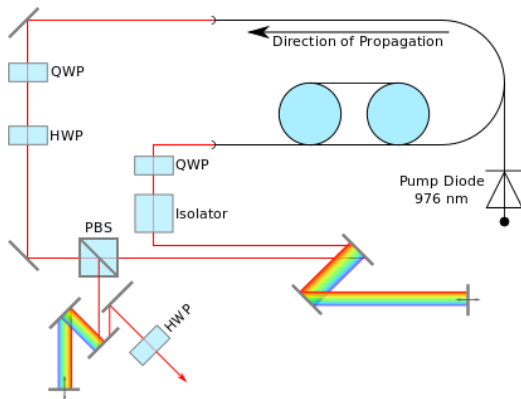 Direction of Propagation
QWP
HWP
QWP
Isolator
Pump Diode
976 nm
PBS
HWP